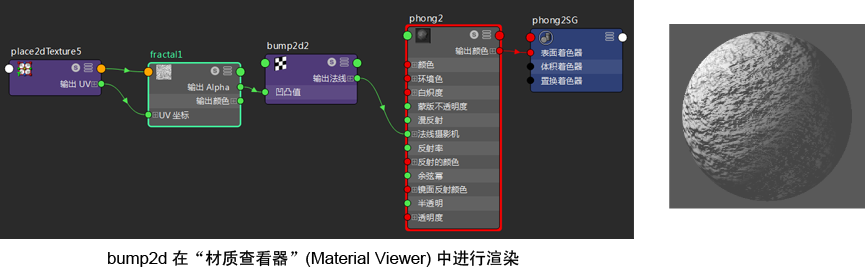 place2dTexture5
输出 UV
fractal1
输出 Alpha
输出颜色
UV 坐标
bump2d2
输出法线
凹凸值
phong2
输出颜色
颜色
环境色
白炽度
蒙版不透明度
漫反射
法线摄影机
反射率
反射的颜色
余弦幂
镜面反射颜色
半透明
透明度
phong2SG
表面着色器
体积着色器
置换着色器
bump2d 在“材质查看器”(Material Viewer) 中进行渲染